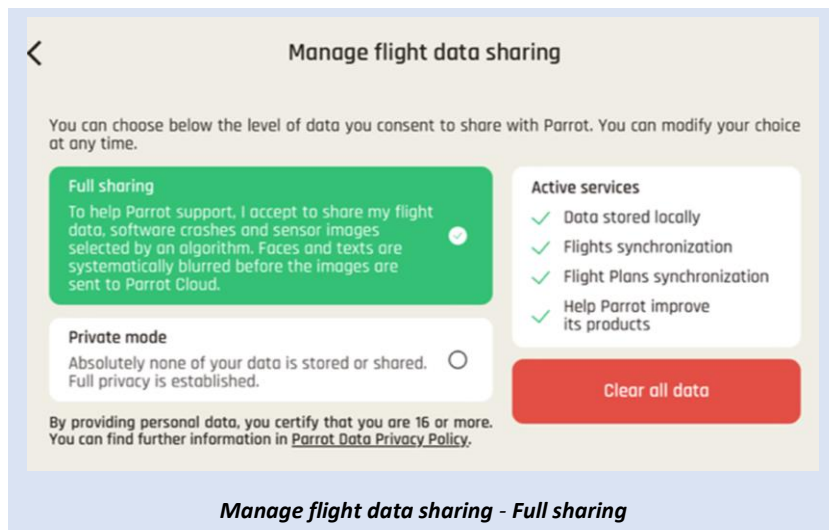 Manage flight data sharing
You can choose below the level of data you consent to share with Parrot. You can modify your choice
at any time.
Full sharing
To help Parrot support, I accept to share my flight
data, software crashes and sensor images
selected by an algorithm. Faces and texts are
systematically blurred before the images are
sent to Parrot Cloud.
Private mode
Absolutely none of your data is stored or shared.
Full privacy is established.
By providing personal data, you certify that you are 16 or more.
You can find further information in Parrot Data Privacy Policy.
Active services
Data stored locally
Flights synchronization
Flight Plans synchronization
Help Parrot improve
its products
Clear all data
Manage flight data sharing - Full sharing